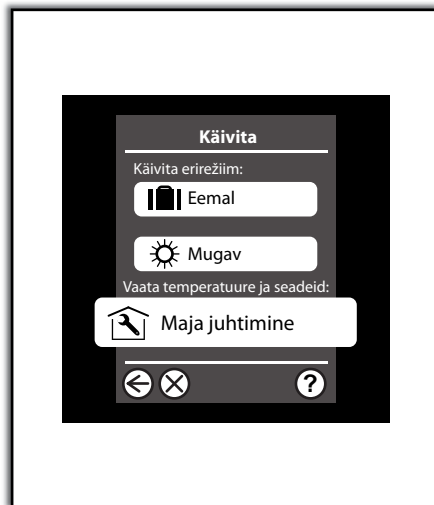 Käivita
Käivita erirežiim:
Eemal
Mugav
Vaata temperatuure ja seadeid:
Maja juhtimine
?